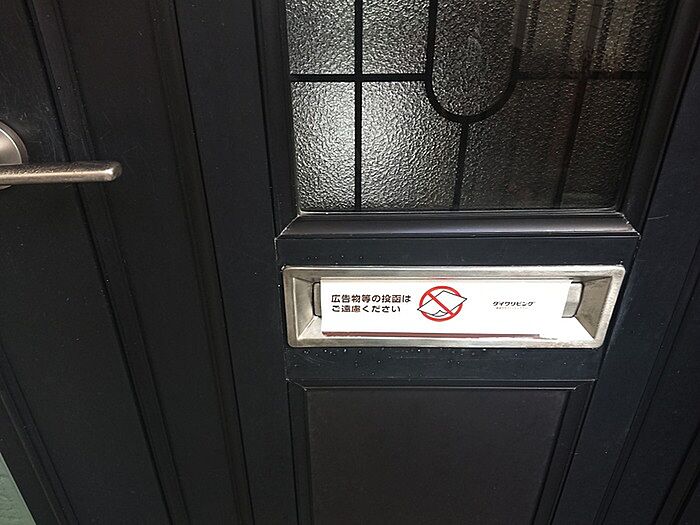 広告物等の投函は
ご遠慮ください
ダイワリビング